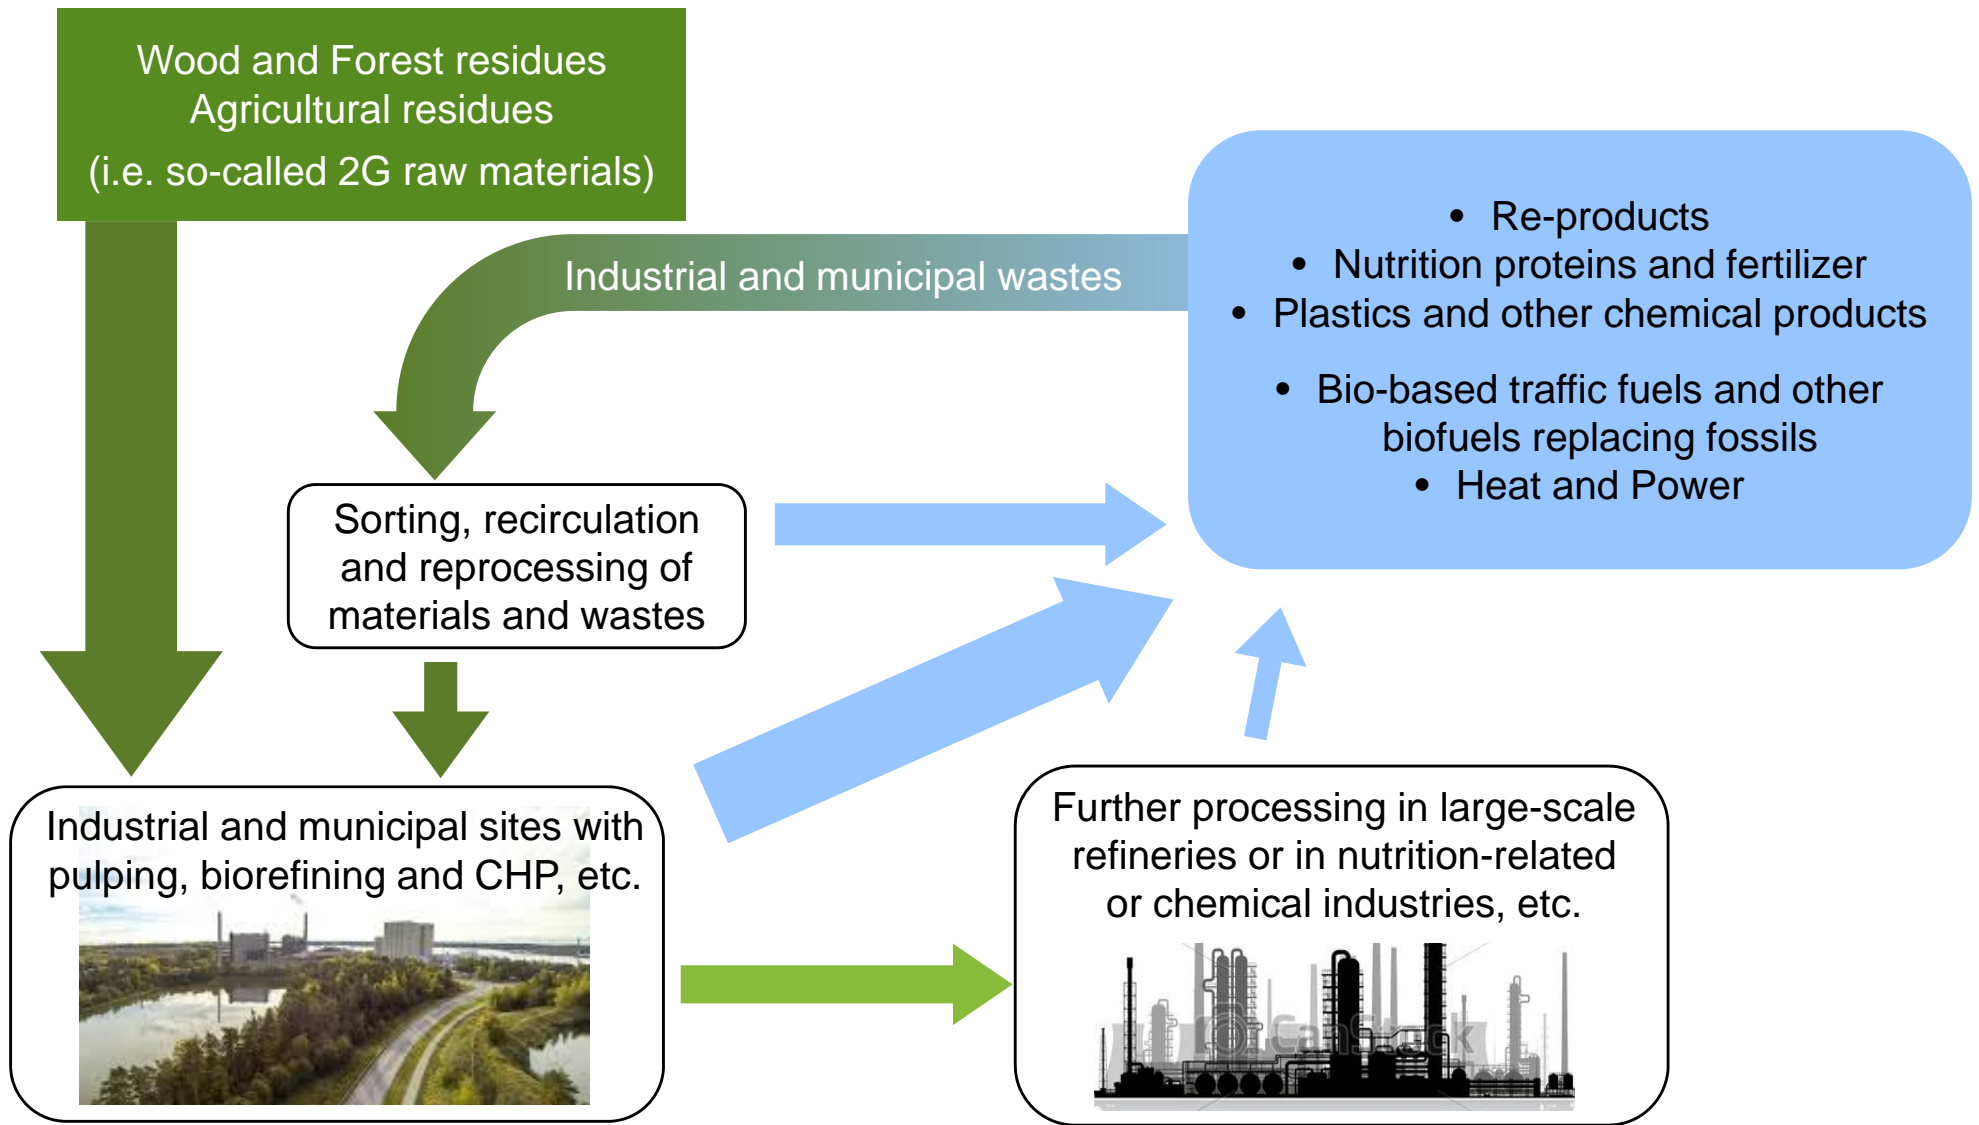 Wood and Forest residues
Agricultural residues
(i.e. so-called 2G raw materials)
Industrial and municipal wastes
• Re-products
• Nutrition proteins and fertilizer
• Plastics and other chemical products
• Bio-based traffic fuels and other
biofuels replacing fossils
• Heat and Power
Sorting, recirculation
and reprocessing of
materials and wastes
Industrial and municipal sites with
pulping, biorefining and CHP, etc.
Further processing in large-scale
refineries or in nutrition-related
or chemical industries, etc.
CanStock